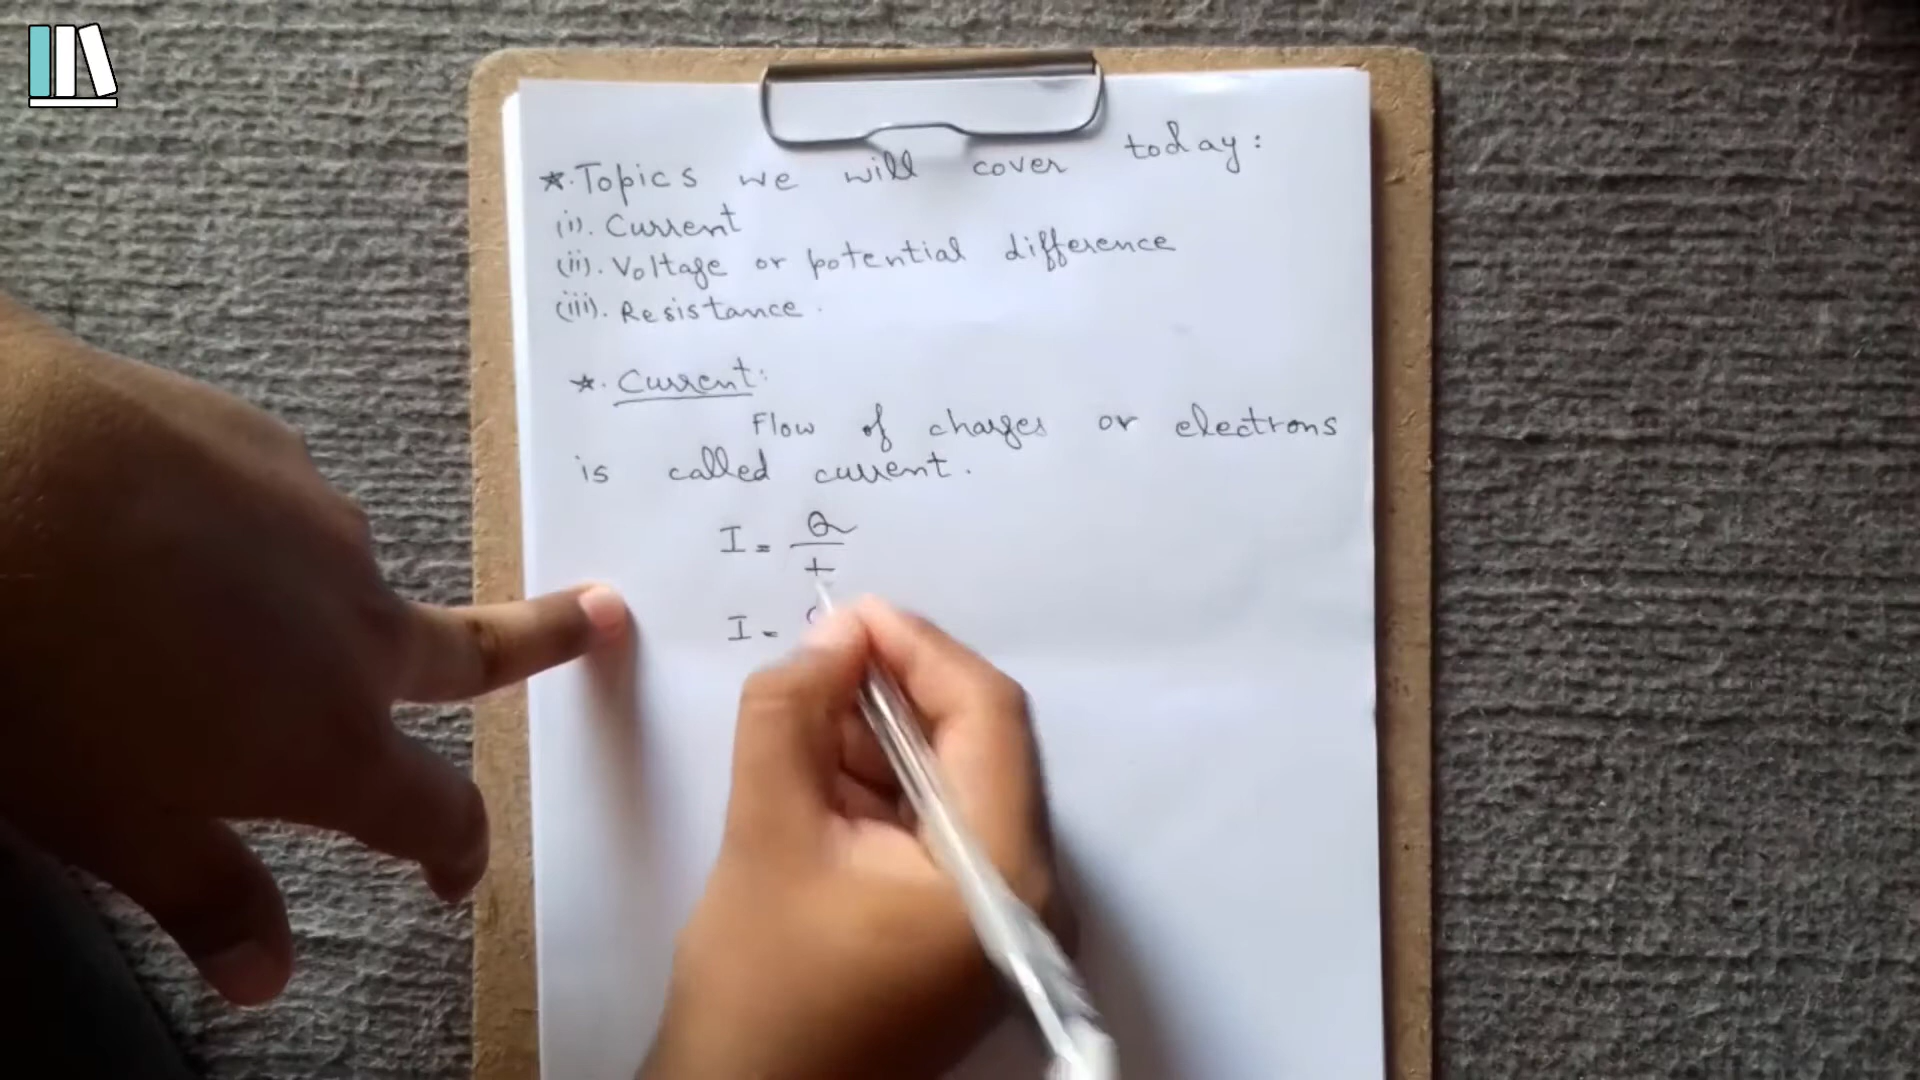 ★. Topics we will cover today:
(i). Current
(ii). Voltage or potential difference
(iii). Resistance.
★. Current:
Flow of charges or electrons
is called current.
I = Q/t
I =